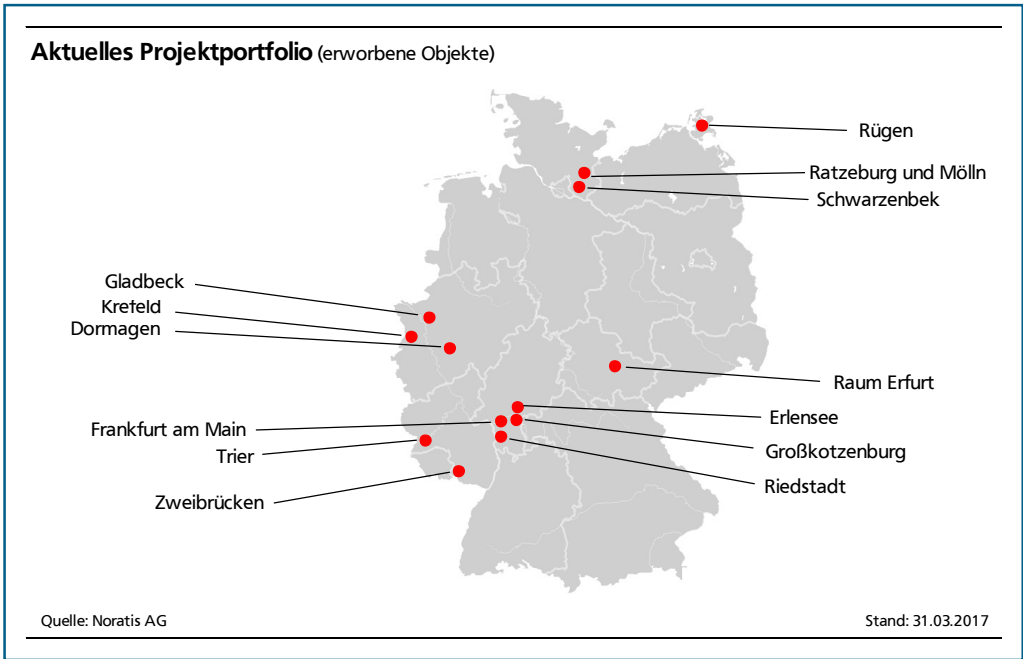 Aktuelles Projektportfolio (erworbene Objekte)
Rügen
Ratzeburg und Mölln
Schwarzenbek
Gladbeck
Krefeld
Dormagen
Raum Erfurt
Erlensee
Frankfurt am Main
Großkotzenburg
Trier
Riedstadt
Zweibrücken
Quelle: Noratis AG
Stand: 31.03.2017